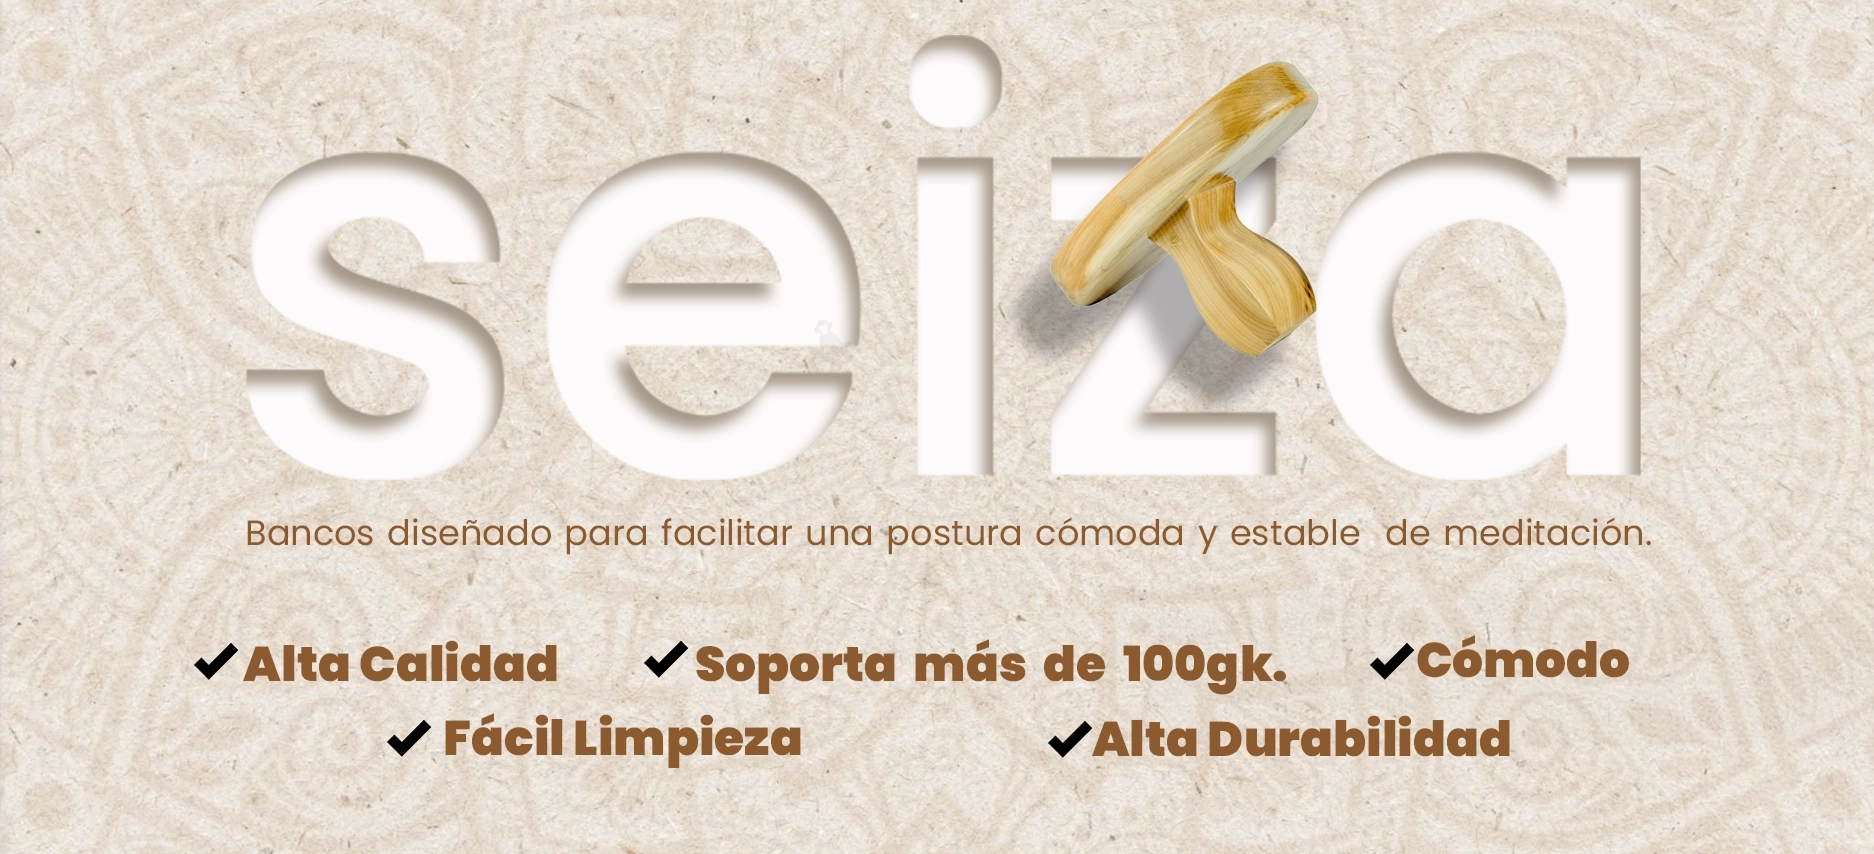 seiza
Bancos diseñado para facilitar una postura cómoda y estable de meditación.
Alta Calidad Soporta más de 100gk. Cómodo
Fácil Limpieza Alta Durabilidad